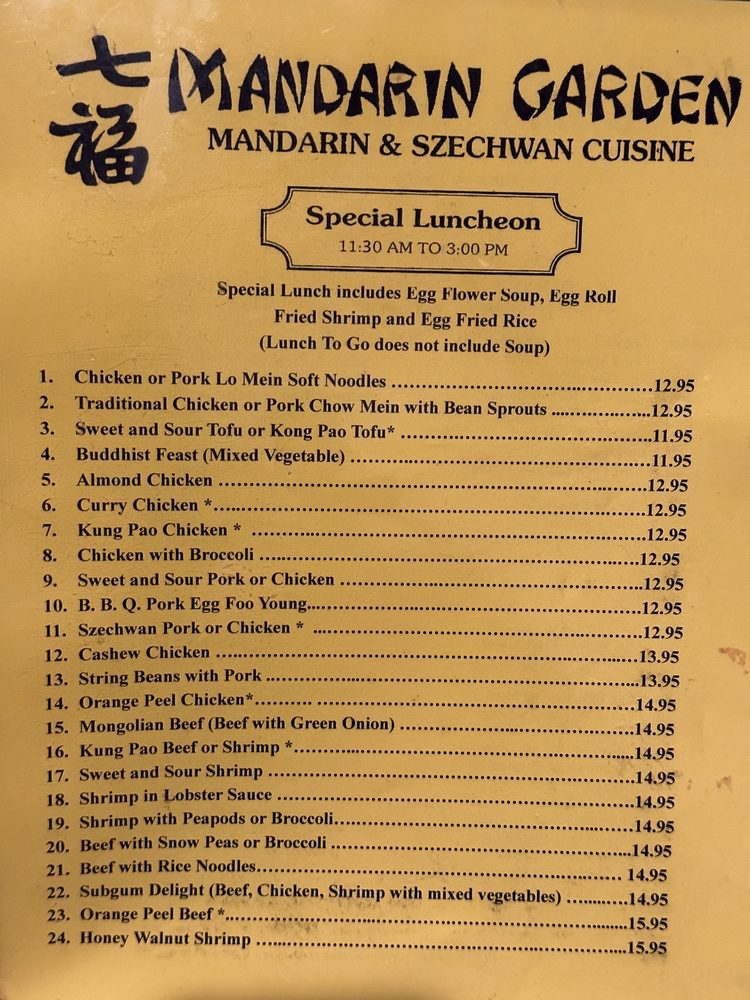 七福
MANDARIN GARDEN
MANDARIN & SZECHWAN CUISINE
Special Luncheon
11:30 AM TO 3:00 PM
Special Lunch includes Egg Flower Soup, Egg Roll
Fried Shrimp and Egg Fried Rice
(Lunch To Go does not include Soup)
1. Chicken or Pork Lo Mein Soft Noodles ................................ 12.95
2. Traditional Chicken or Pork Chow Mein with Bean Sprouts ................ 12.95
3. Sweet and Sour Tofu or Kong Pao Tofu* ................................ 11.95
4. Buddhist Feast (Mixed Vegetable) ................................ 11.95
5. Almond Chicken ................................ 12.95
6. Curry Chicken * ................................ 12.95
7. Kung Pao Chicken * ................................ 12.95
8. Chicken with Broccoli ................................ 12.95
9. Sweet and Sour Pork or Chicken ................................ 12.95
10. B. B. Q. Pork Egg Foo Young ................................ 12.95
11. Szechwan Pork or Chicken * ................................ 12.95
12. Cashew Chicken ................................ 13.95
13. String Beans with Pork ................................ 13.95
14. Orange Peel Chicken* ................................ 14.95
15. Mongolian Beef (Beef with Green Onion) ................................ 14.95
16. Kung Pao Beef or Shrimp * ................................ 14.95
17. Sweet and Sour Shrimp ................................ 14.95
18. Shrimp in Lobster Sauce ................................ 14.95
19. Shrimp with Peapods or Broccoli ................................ 14.95
20. Beef with Snow Peas or Broccoli ................................ 14.95
21. Beef with Rice Noodles ................................ 14.95
22. Subgum Delight (Beef, Chicken, Shrimp with mixed vegetables) ............ 14.95
23. Orange Peel Beef * ................................ 15.95
24. Honey Walnut Shrimp ................................ 15.95